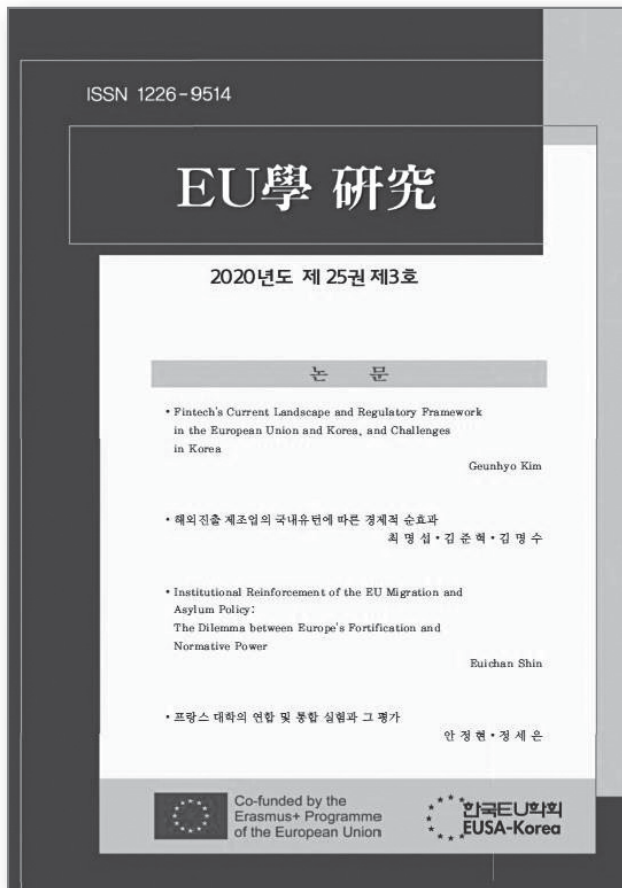 ISSN 1226-9514
EU學 硏究
2020년도 제 25권 제3호
논 문
• Fintech's Current Landscape and Regulatory Framework
in the European Union and Korea, and Challenges
in Korea
Geunhyo Kim
• 해외진출 제조업의 국내유턴에 따른 경제적 순효과
최 명 섭 • 김 준 혁 • 김 명 수
• Institutional Reinforcement of the EU Migration and
Asylum Policy:
The Dilemma between Europe's Fortification and
Normative Power
Euichan Shin
• 프랑스 대학의 연합 및 통합 실험과 그 평가
안 정 현 • 정 세 은
Co-funded by the
Erasmus+ Programme
of the European Union
한국EU학회
EUSA-Korea